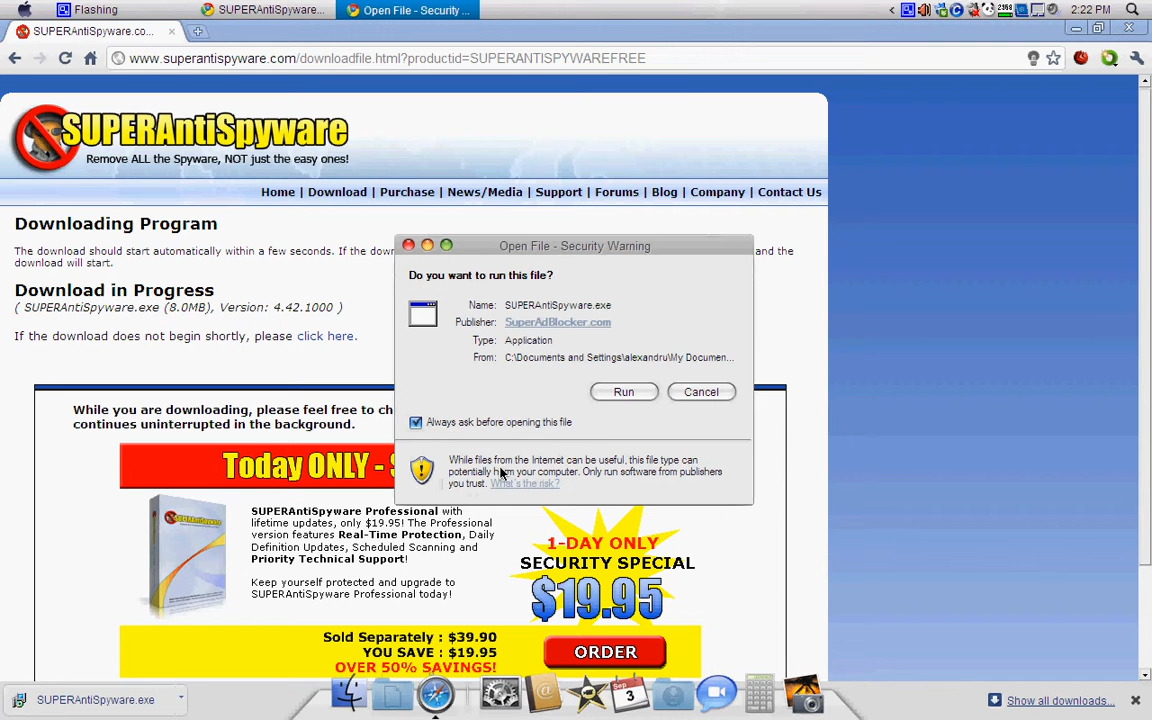 Flashing
SUPERAntiSpyware...
Open File - Security ...
2:22 PM
SUPERAntiSpyware.co...
www.superantispyware.com/downloadfile.html?productid=SUPERANTISPYWAREFREE
SUPERAntiSpyware
Remove ALL the Spyware, NOT just the easy ones!
Home | Download | Purchase | News/Media | Support | Forums | Blog | Company | Contact Us
Downloading Program
The download should start automatically within a few seconds. If the dow
and the
download will start.
Download in Progress
( SUPERAntiSpyware.exe (8.0MB), Version: 4.42.1000 )
If the download does not begin shortly, please click here.
Open File - Security Warning
Do you want to run this file?
Name: SUPERAntiSpyware.exe
Publisher: SuperAdBlocker.com
Type: Application
From: C:\Documents and Settings\alexandru\My Documen...
Run
Cancel
Always ask before opening this file
While files from the Internet can be useful, this file type can
potentially harm your computer. Only run software from publishers
you trust. What's the risk?
While you are downloading, please feel free to ch
continues uninterrupted in the background.
Today ONLY - S
SUPERAntiSpyware Professional with
lifetime updates, only $19.95! The Professional
version features Real-Time Protection, Daily
Definition Updates, Scheduled Scanning and
Priority Technical Support!
Keep yourself protected and upgrade to
SUPERAntiSpyware Professional today!
1-DAY ONLY
SECURITY SPECIAL
$19.95
Sold Separately : $39.90
YOU SAVE : $19.95
OVER 50% SAVINGS!
ORDER
SUPERAntiSpyware.exe
Sep
3
Show all downloads...